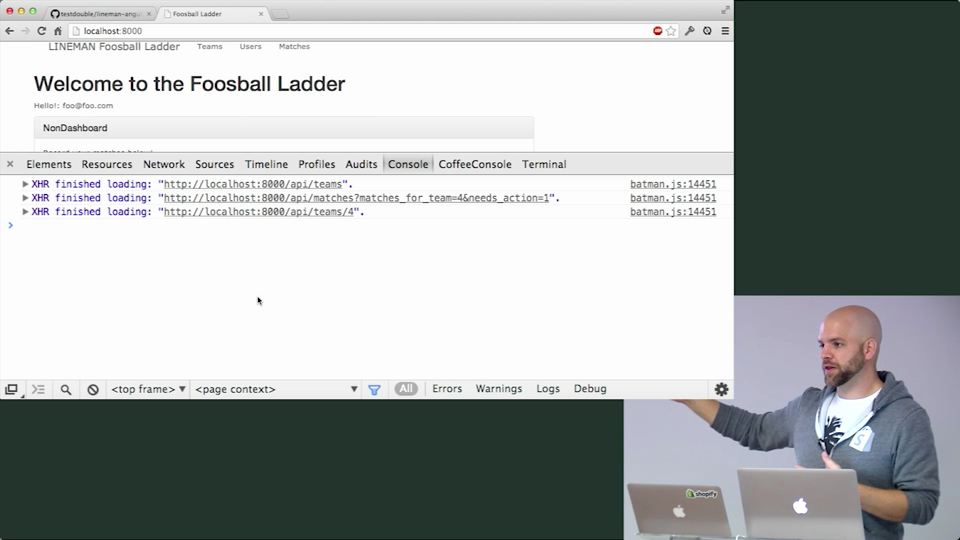 testdouble/lineman-angul
Foosball Ladder
localhost:8000
ABP
LINEMAN Foosball Ladder Teams Users Matches
Welcome to the Foosball Ladder
Hello!: foo@foo.com
NonDashboard
Elements Resources Network Sources Timeline Profiles Audits Console CoffeeConsole Terminal
XHR finished loading: "http://localhost:8000/api/teams". batman.js:14451
XHR finished loading: "http://localhost:8000/api/matches?matches_for_team=4&needs_action=1". batman.js:14451
XHR finished loading: "http://localhost:8000/api/teams/4". batman.js:14451
<top frame> <page context> All Errors Warnings Logs Debug
shopify